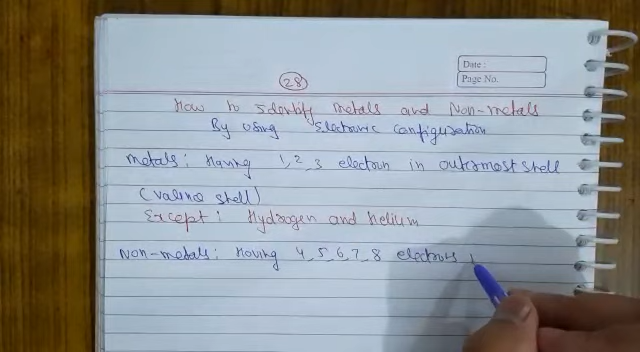 Date :
Page No.
28
How to Identify Metals and Non-metals
By using Electronic configuration
Metals: Having 1, 2, 3 electron in outermost shell
(valence shell)
Except: Hydrogen and Helium
Non-metals: Having 4, 5, 6, 7, 8 electrons